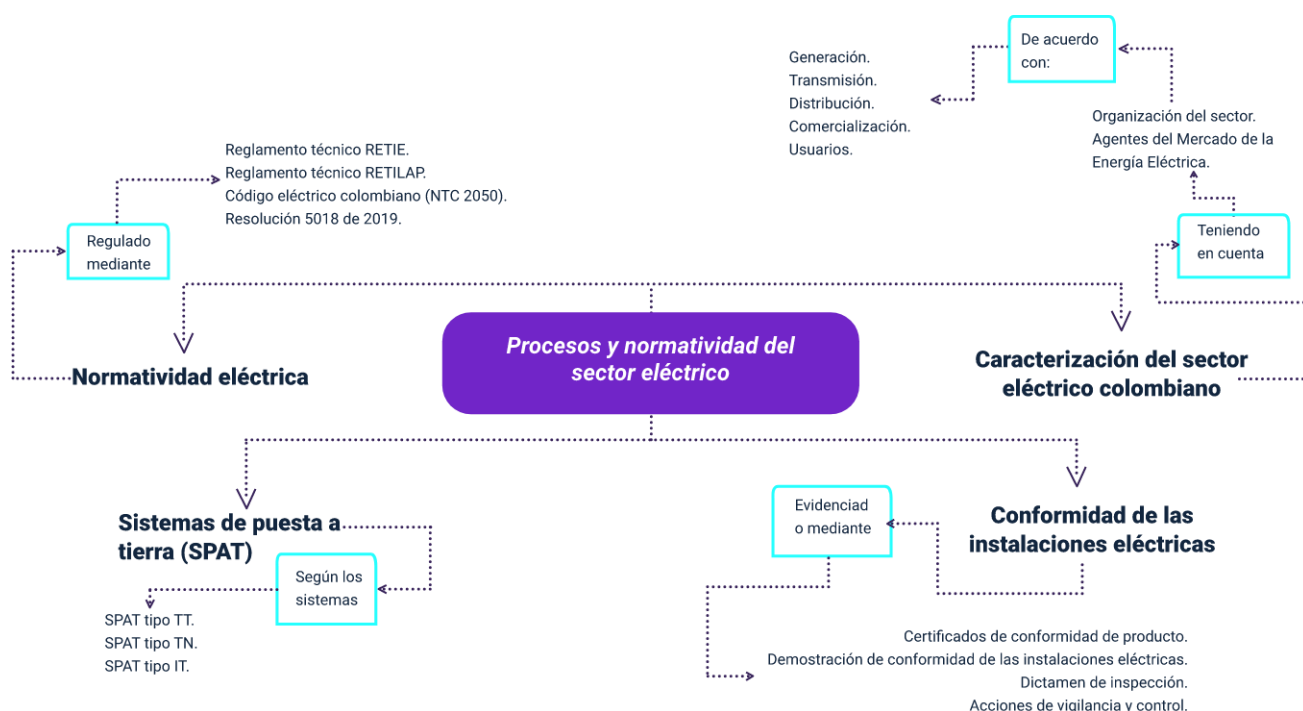 Generación.
Transmisión.
Distribución.
Comercialización.
Usuarios.
De acuerdo
con:
Organización del sector.
Agentes del Mercado de la
Energía Eléctrica.
Teniendo
en cuenta
Reglamento técnico RETIE.
Reglamento técnico RETILAP.
Código eléctrico colombiano (NTC 2050).
Resolución 5018 de 2019.
Regulado
mediante
Normatividad eléctrica
Procesos y normatividad del
sector eléctrico
Caracterización del sector
eléctrico colombiano
Sistemas de puesta a
tierra (SPAT)
Según los
sistemas
SPAT tipo TT.
SPAT tipo TN.
SPAT tipo IT.
Evidenciad
o mediante
Conformidad de las
instalaciones eléctricas
Certificados de conformidad de producto.
Demostración de conformidad de las instalaciones eléctricas.
Dictamen de inspección.
Acciones de vigilancia y control.